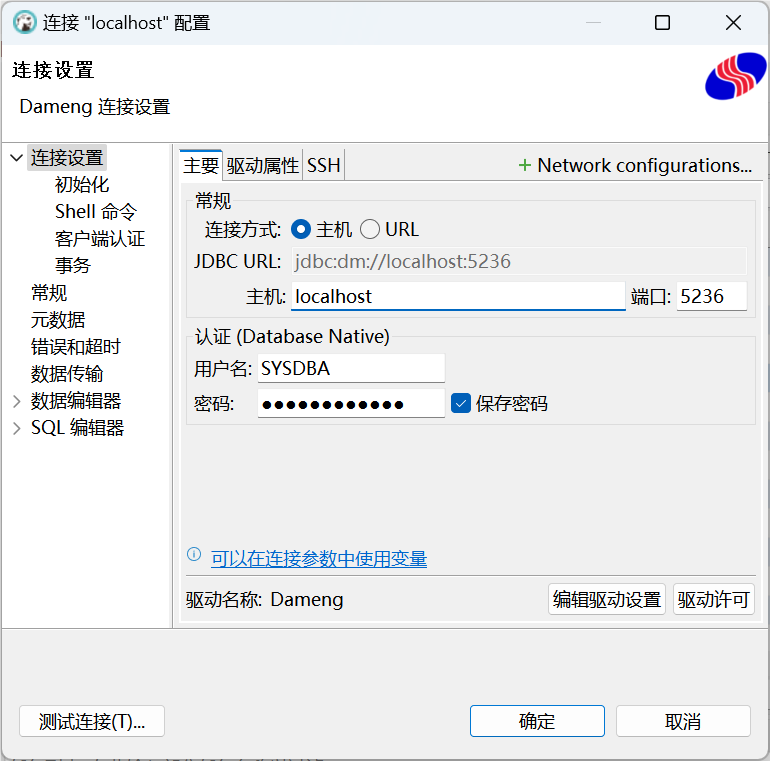 连接 "localhost" 配置
连接设置
Dameng 连接设置
连接设置
初始化
Shell 命令
客户端认证
事务
常规
元数据
错误和超时
数据传输
数据编辑器
SQL 编辑器
主要 驱动属性 SSH
Network configurations...
常规
连接方式: 主机 URL
JDBC URL: jdbc:dm://localhost:5236
主机: localhost 端口: 5236
认证 (Database Native)
用户名: SYSDBA
密码: ●●●●●●●●●●●● 保存密码
可以在连接参数中使用变量
驱动名称: Dameng 编辑驱动设置 驱动许可
测试连接(T)... 确定 取消